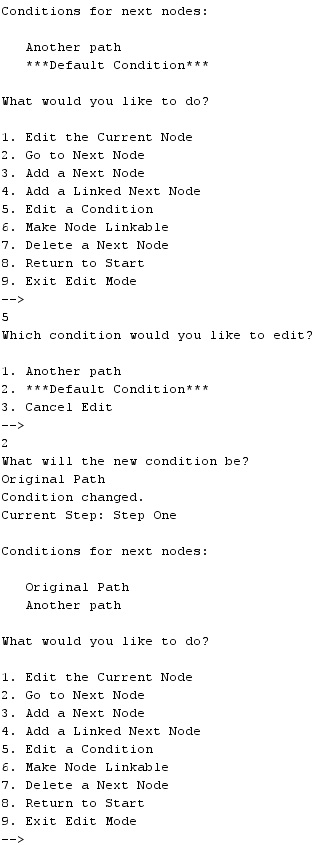 Conditions for next nodes:
Another path
***Default Condition***
What would you like to do?
1. Edit the Current Node
2. Go to Next Node
3. Add a Next Node
4. Add a Linked Next Node
5. Edit a Condition
6. Make Node Linkable
7. Delete a Next Node
8. Return to Start
9. Exit Edit Mode
-->
5
Which condition would you like to edit?
1. Another path
2. ***Default Condition***
3. Cancel Edit
-->
2
What will the new condition be?
Original Path
Condition changed.
Current Step: Step One
Conditions for next nodes:
Original Path
Another path
What would you like to do?
1. Edit the Current Node
2. Go to Next Node
3. Add a Next Node
4. Add a Linked Next Node
5. Edit a Condition
6. Make Node Linkable
7. Delete a Next Node
8. Return to Start
9. Exit Edit Mode
-->